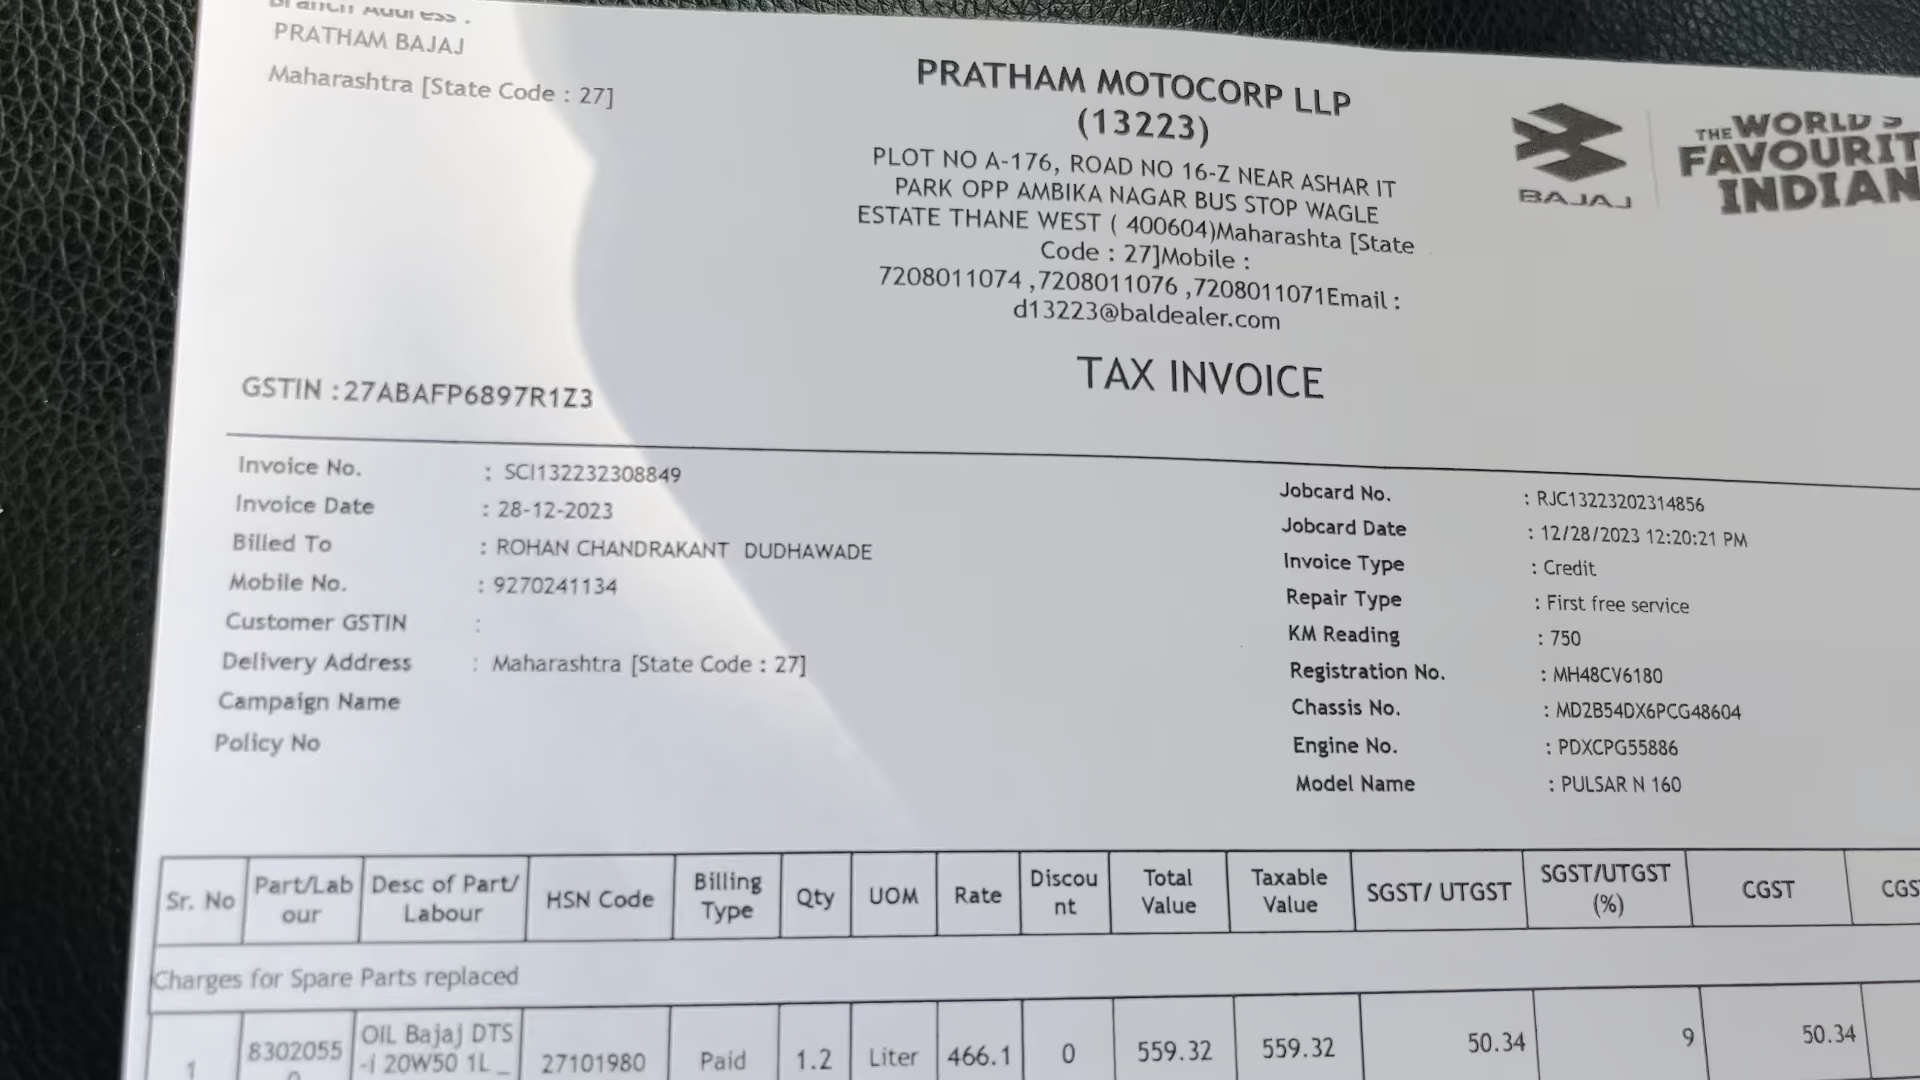 Branch Address :
PRATHAM BAJAJ
Maharashtra [State Code : 27]
PRATHAM MOTOCORP LLP
(13223)
PLOT NO A-176, ROAD NO 16-Z NEAR ASHAR IT
PARK OPP AMBIKA NAGAR BUS STOP WAGLE
ESTATE THANE WEST ( 400604)Maharashta [State
Code : 27]Mobile :
7208011074 ,7208011076 ,7208011071Email :
d13223@baldealer.com
BAJAJ
THE WORLD'S
FAVOURIT
INDIAN
TAX INVOICE
GSTIN :27ABAFP6897R1Z3
Invoice No. : SCI132232308849
Invoice Date : 28-12-2023
Billed To : ROHAN CHANDRAKANT DUDHAWADE
Mobile No. : 9270241134
Customer GSTIN :
Delivery Address : Maharashtra [State Code : 27]
Campaign Name
Policy No
Jobcard No. : RJC13223202314856
Jobcard Date : 12/28/2023 12:20:21 PM
Invoice Type : Credit
Repair Type : First free service
KM Reading : 750
Registration No. : MH48CV6180
Chassis No. : MD2B54DX6PCG48604
Engine No. : PDXCPG55886
Model Name : PULSAR N 160
Sr. No Part/Labour Desc of Part/Labour HSN Code Billing Type Qty UOM Rate Discount Total Value Taxable Value SGST/ UTGST SGST/UTGST (%) CGST CGS
Charges for Spare Parts replaced
1 83020550 OIL Bajaj DTS-i 20W50 1L _ 27101980 Paid 1.2 Liter 466.1 0 559.32 559.32 50.34 9 50.34